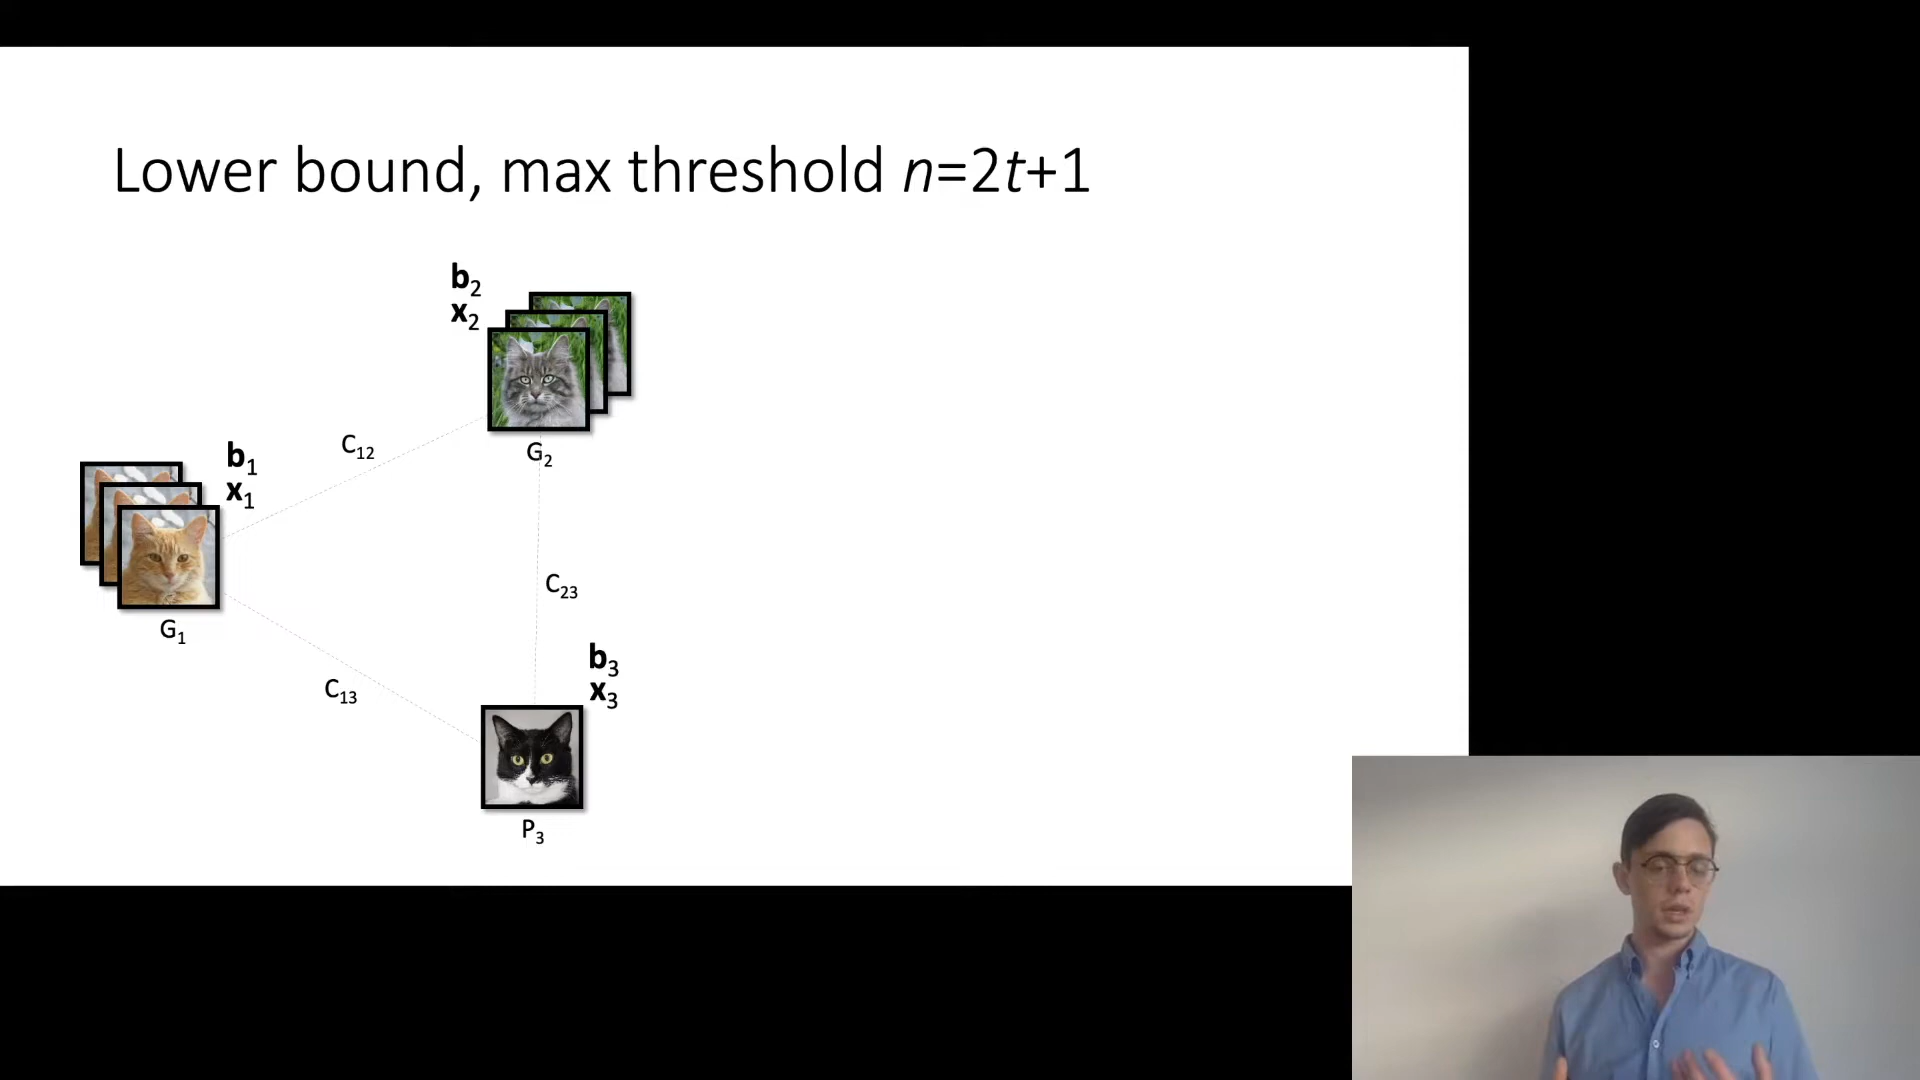 Lower bound, max threshold n=2t+1
b₂
x₂
G₂
C₁₂
b₁
x₁
G₁
C₂₃
C₁₃
b₃
x₃
P₃